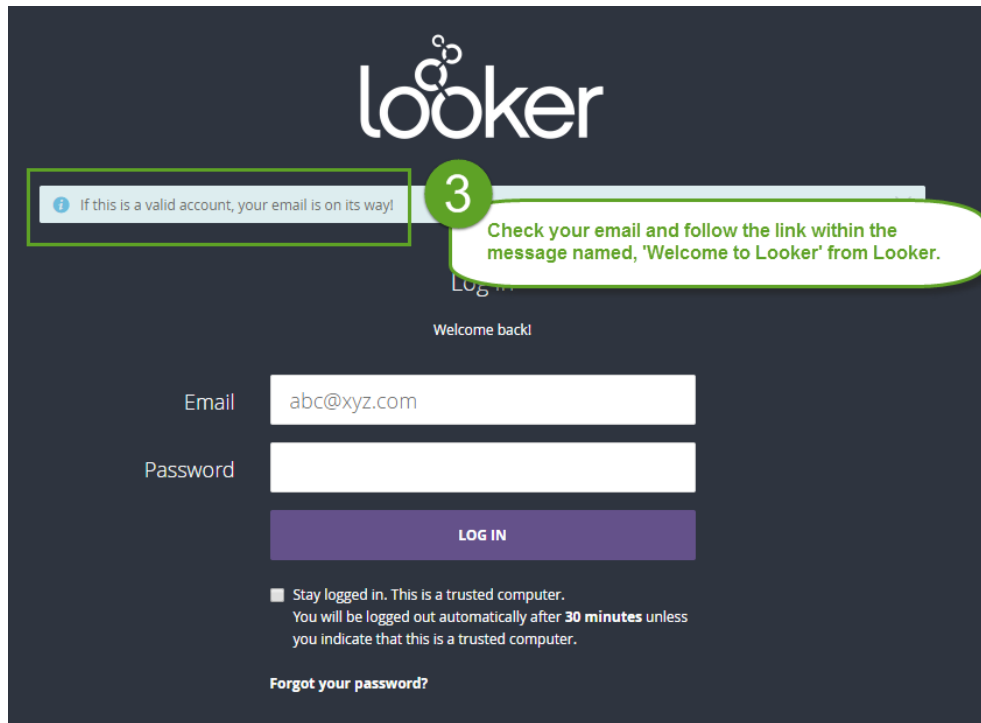 looker
If this is a valid account, your email is on its way!
3
Check your email and follow the link within the
message named, 'Welcome to Looker' from Looker.
Log in
Welcome back!
Email
abc@xyz.com
Password
LOG IN
Stay logged in. This is a trusted computer.
You will be logged out automatically after 30 minutes unless
you indicate that this is a trusted computer.
Forgot your password?